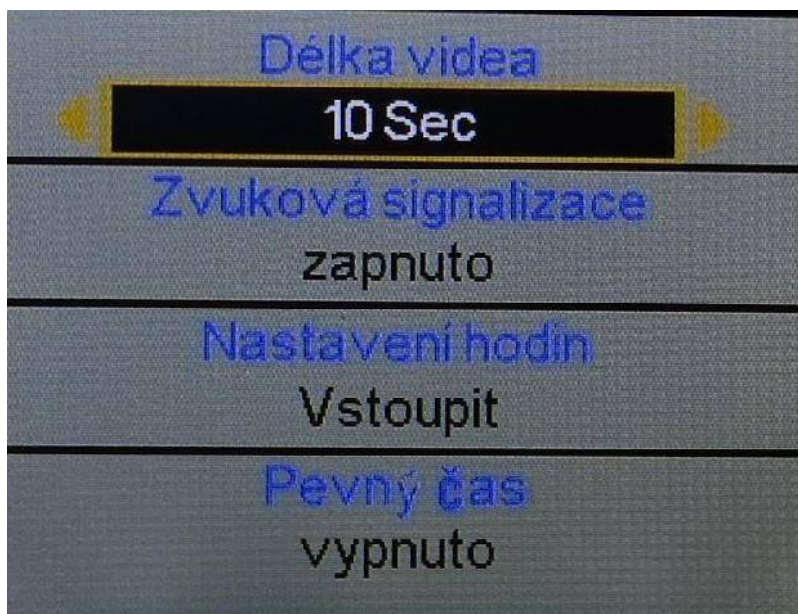 Délka videa
10 Sec
Zvuková signalizace
zapnuto
Nastavení hodin
Vstoupit
Pevný čas
vypnuto